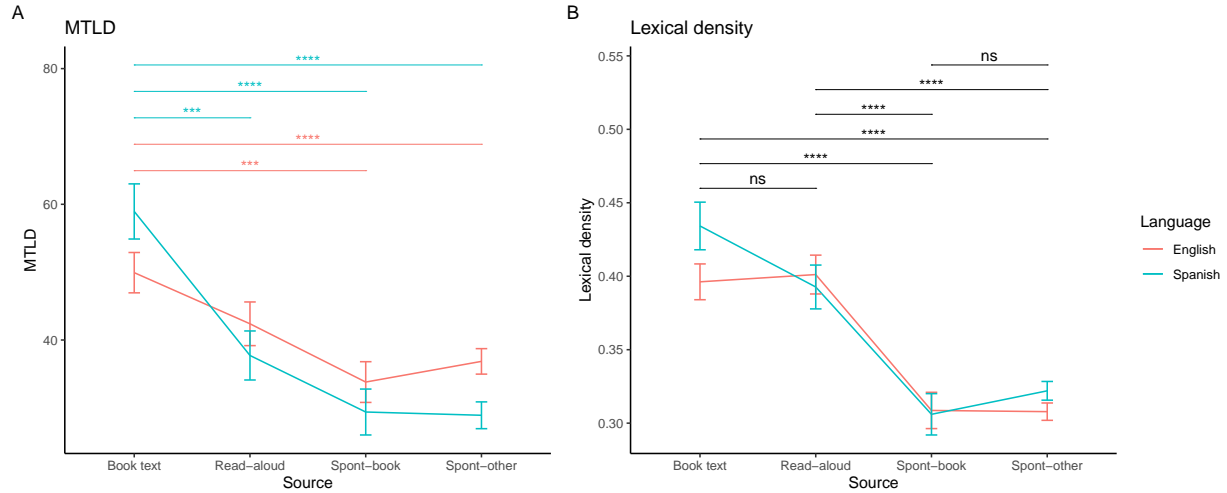 A
MTLD
80
60
40
MTLD
****
****
***
****
***
Book text
Read−aloud
Spont−book
Spont−other
Source
B
Lexical density
0.55
0.50
0.45
0.40
0.35
0.30
Lexical density
ns
****
****
****
****
ns
Book text
Read−aloud
Spont−book
Spont−other
Source
Language
English
Spanish